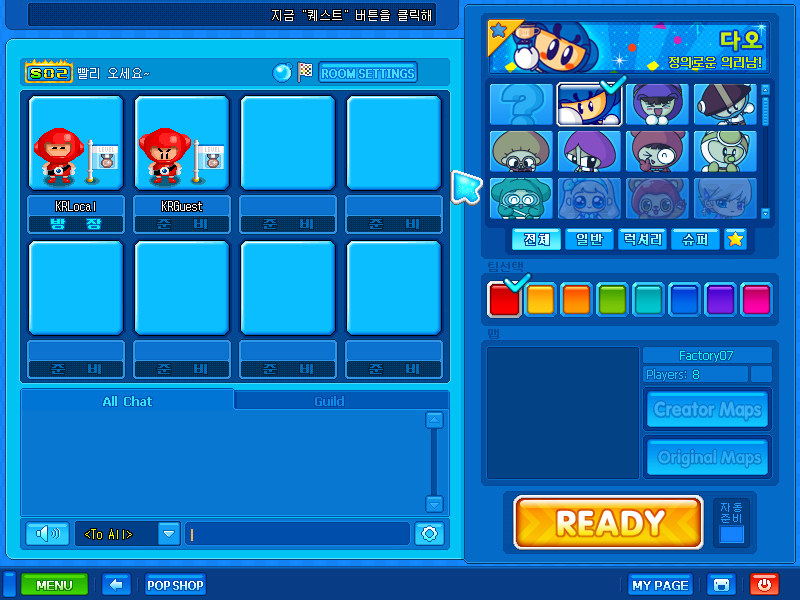 지금 "퀘스트" 버튼을 클릭해
502 빨리 오세요~
ROOM SETTINGS
다오
정의로운 의리남!
LEVEL
LEVEL
KRLocal
KRGuest
방 장
준 비
준 비
준 비
전체
일반
럭셔리
슈퍼
팀선택
준 비
준 비
준 비
준 비
맵
Factory07
Players: 8
Creator Maps
Original Maps
All Chat
Guild
<To All>
READY
자동
준비
MENU
POP SHOP
MY PAGE